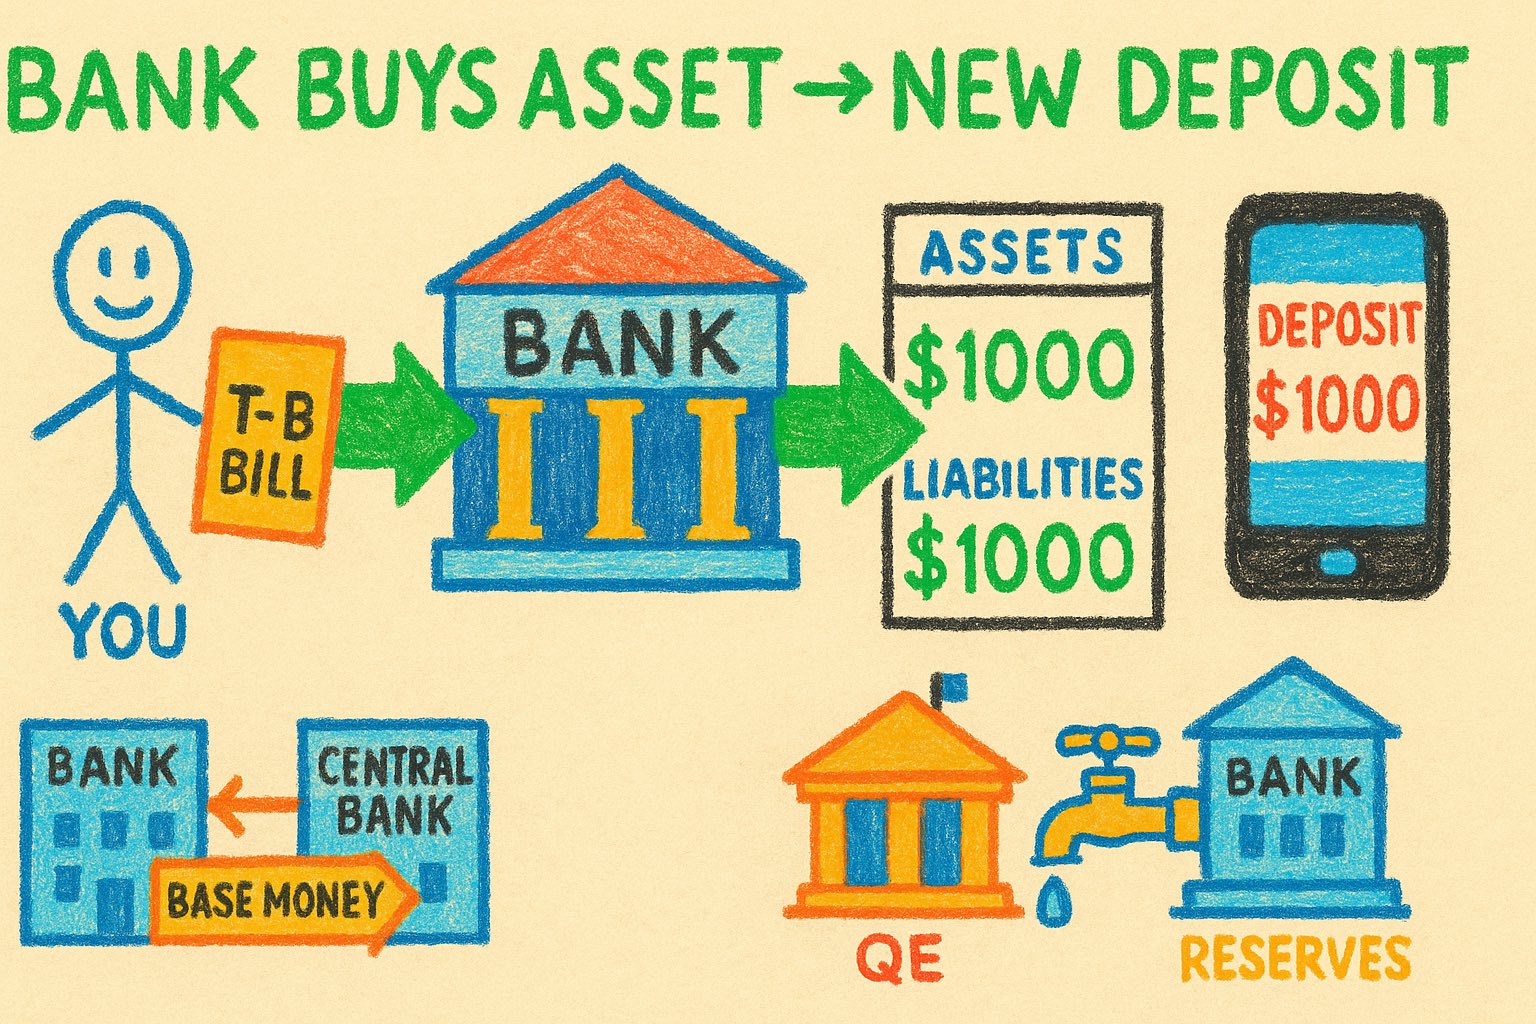 BANK BUYS ASSET → NEW DEPOSIT
YOU
T-B
BILL
BANK
ASSETS
$1000
LIABILITIES
$1000
DEPOSIT
$1000
BANK
CENTRAL
BANK
BASE MONEY
QE
BANK
RESERVES